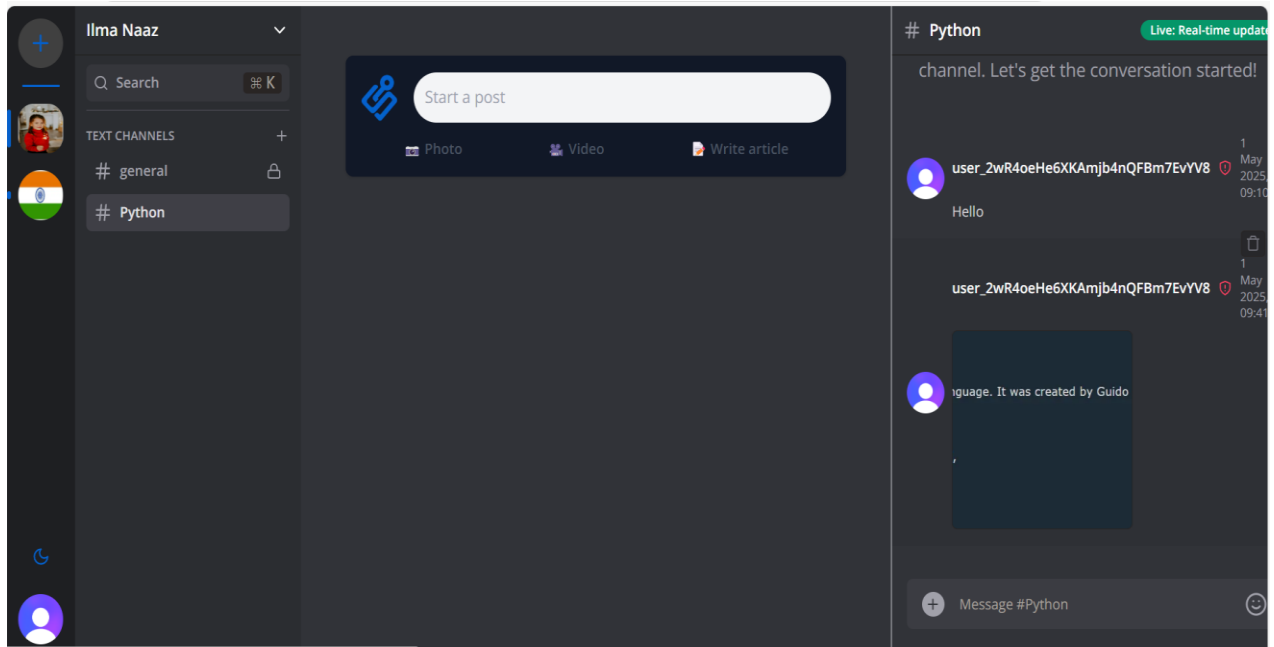 Ilma Naaz
Search
⌘ K
TEXT CHANNELS
# general
# Python
Start a post
Photo
Video
Write article
# Python
Live: Real-time update
channel. Let's get the conversation started!
user_2wR4oeHe6XKAmjb4nQFBm7EvYV8
1
May
2025,
09:10
Hello
user_2wR4oeHe6XKAmjb4nQFBm7EvYV8
1
May
2025,
09:41
nguage. It was created by Guido
,
Message #Python